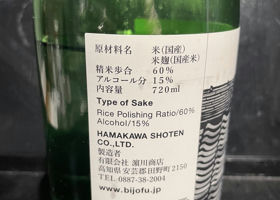 原材料名 米(国産)
米麹(国産米)
精米歩合 60%
アルコール分 15%
内容量 720ml
Type of Sake
Rice Polishing Ratio/60%
Alcohol/15%
HAMAKAWA SHOTEN
CO.,LTD.
製造者
有限会社 濵川商店
高知県安芸郡田野町2150
TEL.0887-38-2004
www.bijofu.jp